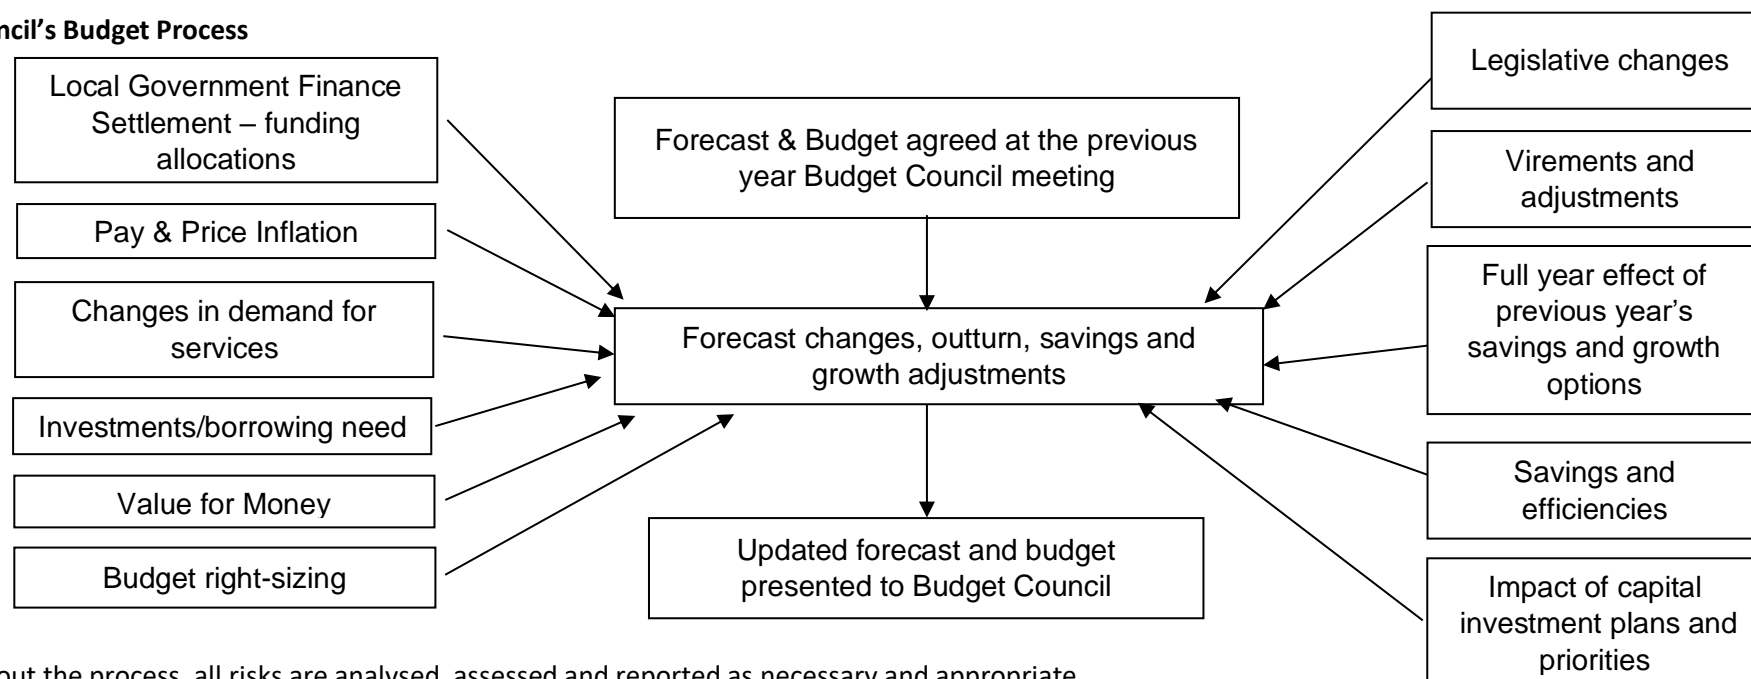 ncil's Budget Process
Local Government Finance
Settlement – funding
allocations
Pay & Price Inflation
Changes in demand for
services
Investments/borrowing need
Value for Money
Budget right-sizing
Forecast & Budget agreed at the previous
year Budget Council meeting
Forecast changes, outturn, savings and
growth adjustments
Updated forecast and budget
presented to Budget Council
Legislative changes
Virements and
adjustments
Full year effect of
previous year's
savings and growth
options
Savings and
efficiencies
Impact of capital
investment plans and
priorities
out the process, all risks are analysed, assessed and reported as necessary and appropriate